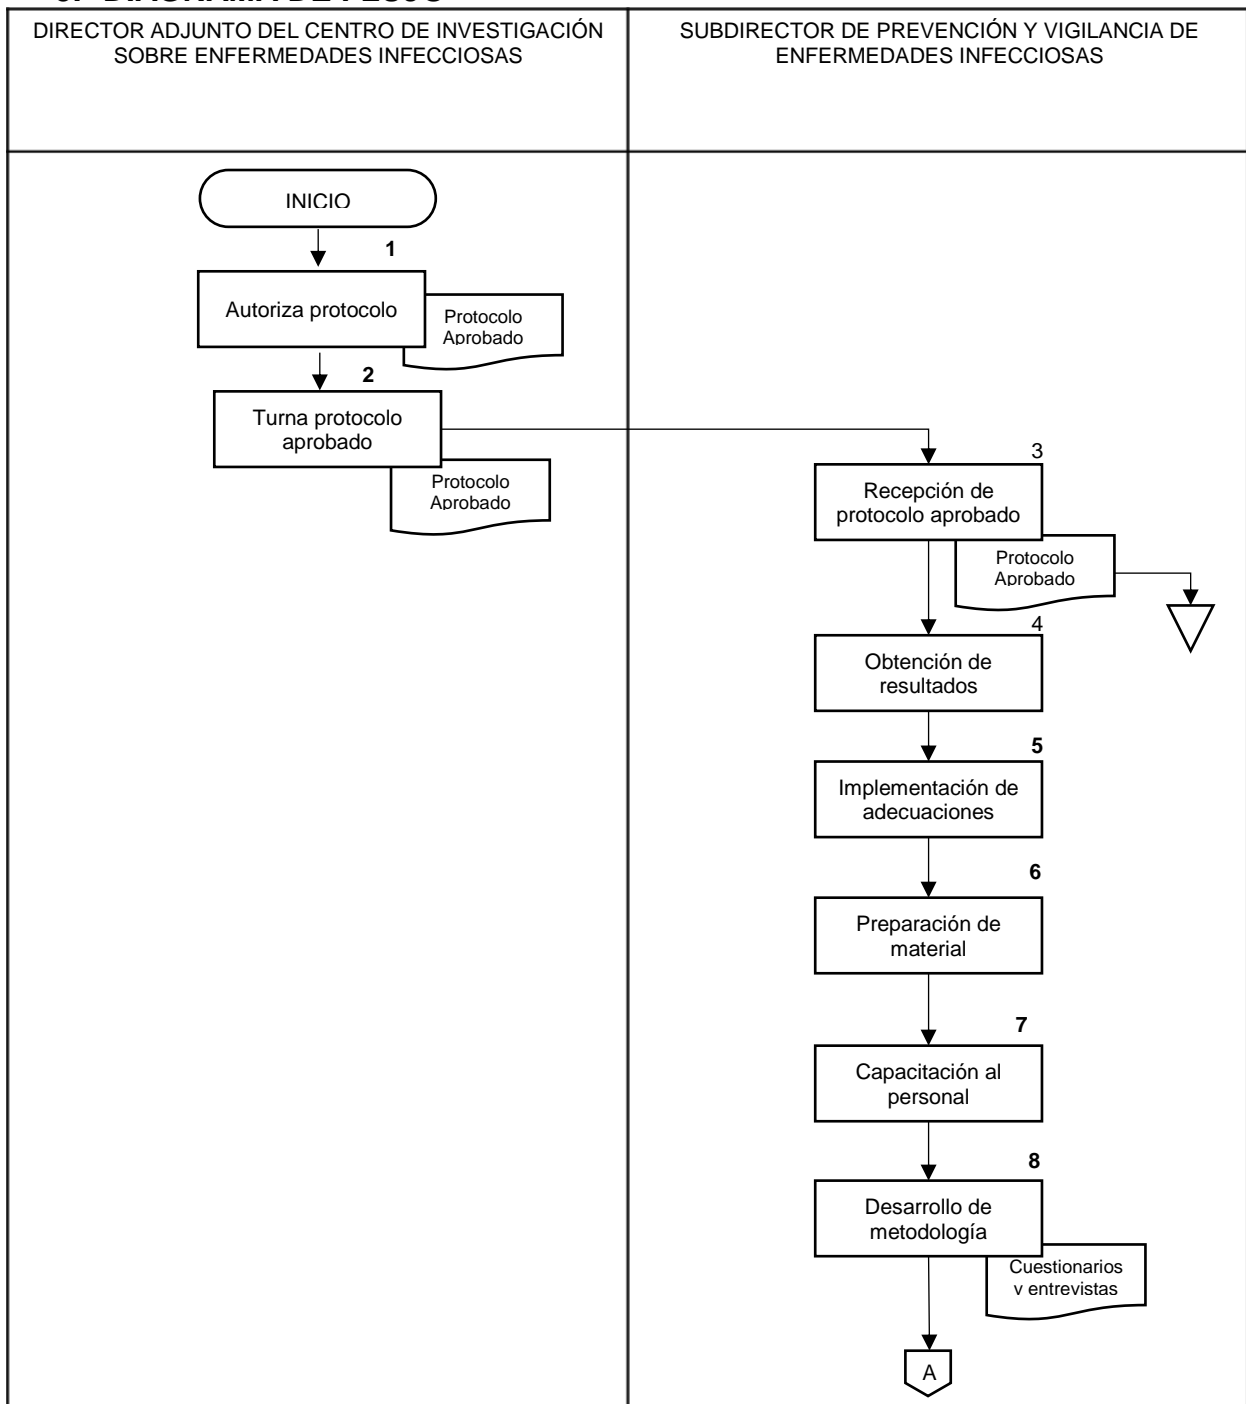 DIRECTOR ADJUNTO DEL CENTRO DE INVESTIGACIÓN
SOBRE ENFERMEDADES INFECCIOSAS
SUBDIRECTOR DE PREVENCIÓN Y VIGILANCIA DE
ENFERMEDADES INFECCIOSAS
INICIO
1
Autoriza protocolo
Protocolo
Aprobado
2
Turna protocolo
aprobado
Protocolo
Aprobado
3
Recepción de
protocolo aprobado
Protocolo
Aprobado
4
Obtención de
resultados
5
Implementación de
adecuaciones
6
Preparación de
material
7
Capacitación al
personal
8
Desarrollo de
metodología
Cuestionarios
y entrevistas
A